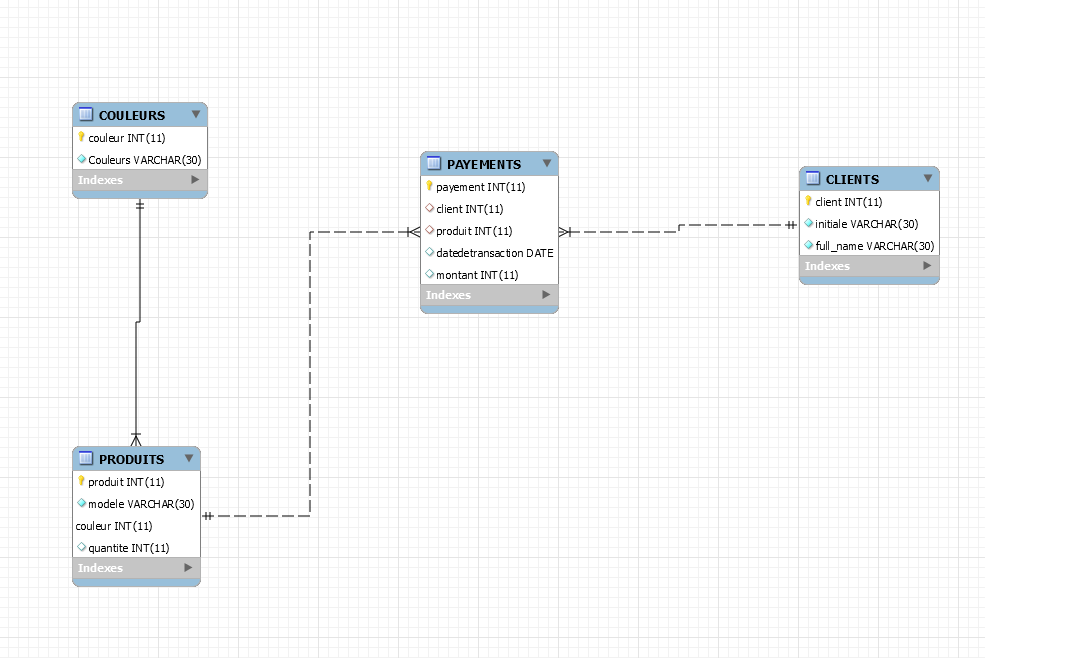 COULEURS
couleur INT(11)
Couleurs VARCHAR(30)
Indexes
PAYEMENTS
payement INT(11)
client INT(11)
produit INT(11)
datedetransaction DATE
montant INT(11)
Indexes
CLIENTS
client INT(11)
initiale VARCHAR(30)
full_name VARCHAR(30)
Indexes
PRODUITS
produit INT(11)
modele VARCHAR(30)
couleur INT(11)
quantite INT(11)
Indexes